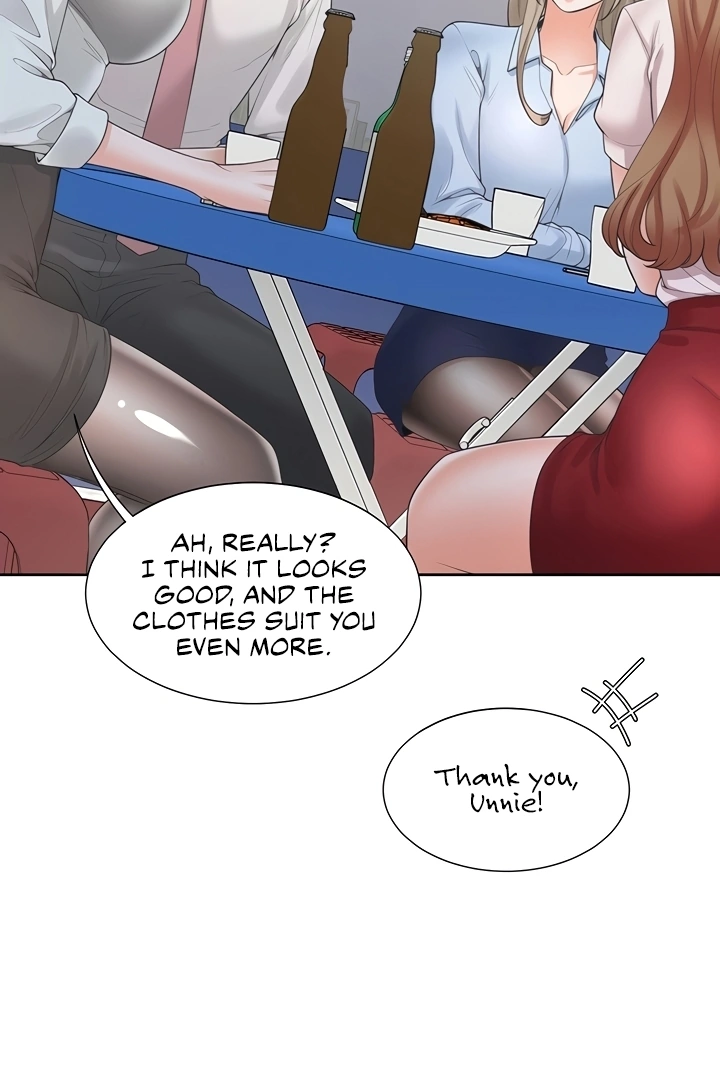 AH, REALLY?
I THINK IT LOOKS
GOOD, AND THE
CLOTHES SUIT YOU
EVEN MORE.
Thank you,
Unnie!